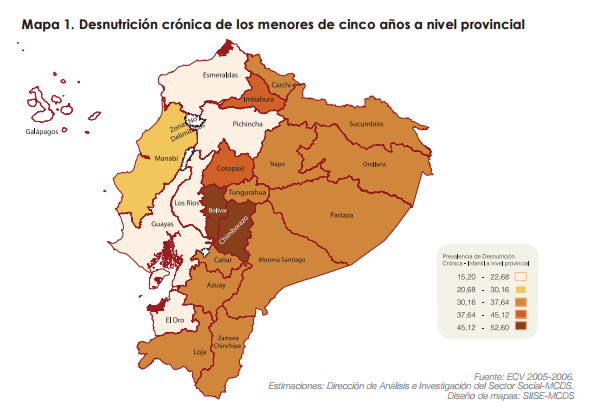 Mapa 1. Desnutrición crónica de los menores de cinco años a nivel provincial
Esmeraldas
Carchi
Imbabura
Galápagos
Zona No
Delimitada
Pichincha
Sucumbíos
Manabí
Cotopaxi
Napo
Orellana
Tungurahua
Los Ríos
Bolívar
Chimborazo
Pastaza
Guayas
Cañar
Morona Santiago
Azuay
El Oro
Zamora
Chinchipe
Loja
Prevalencia de Desnutrición
Crónica - Infantil a nivel provincial
15,20 - 22,68
20,68 - 30,16
30,16 - 37,64
37,64 - 45,12
45,12 - 52,60
Fuente: ECV 2005-2006.
Estimaciones: Dirección de Análisis e Investigación del Sector Social-MCDS.
Diseño de mapas: SIISE-MCDS